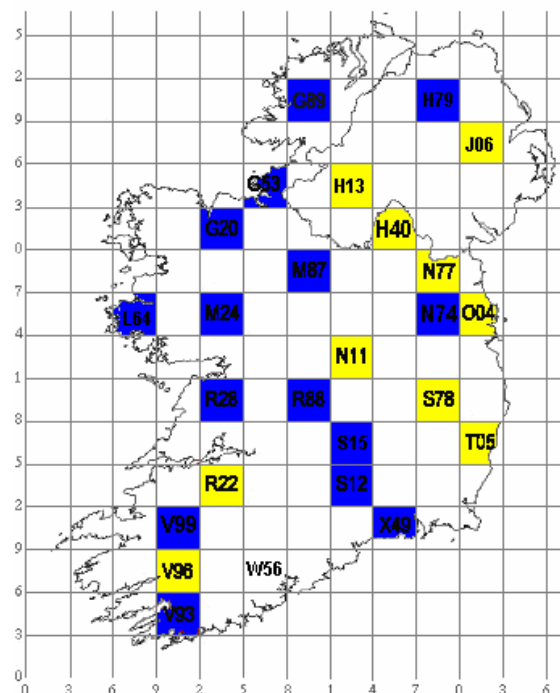 5
2
G89 H79
9
J06
6
G53 H13
3
G20 H40
0
M87 N77
7
L64 M24 N74 O04
4
N11
1
R28 R88 S78
8
S15 T05
5
R22 S12
2
V99 X49
9
V96 W56
6
V93
3
0
0 3 6 9 2 5 8 1 4 7 0 3 6